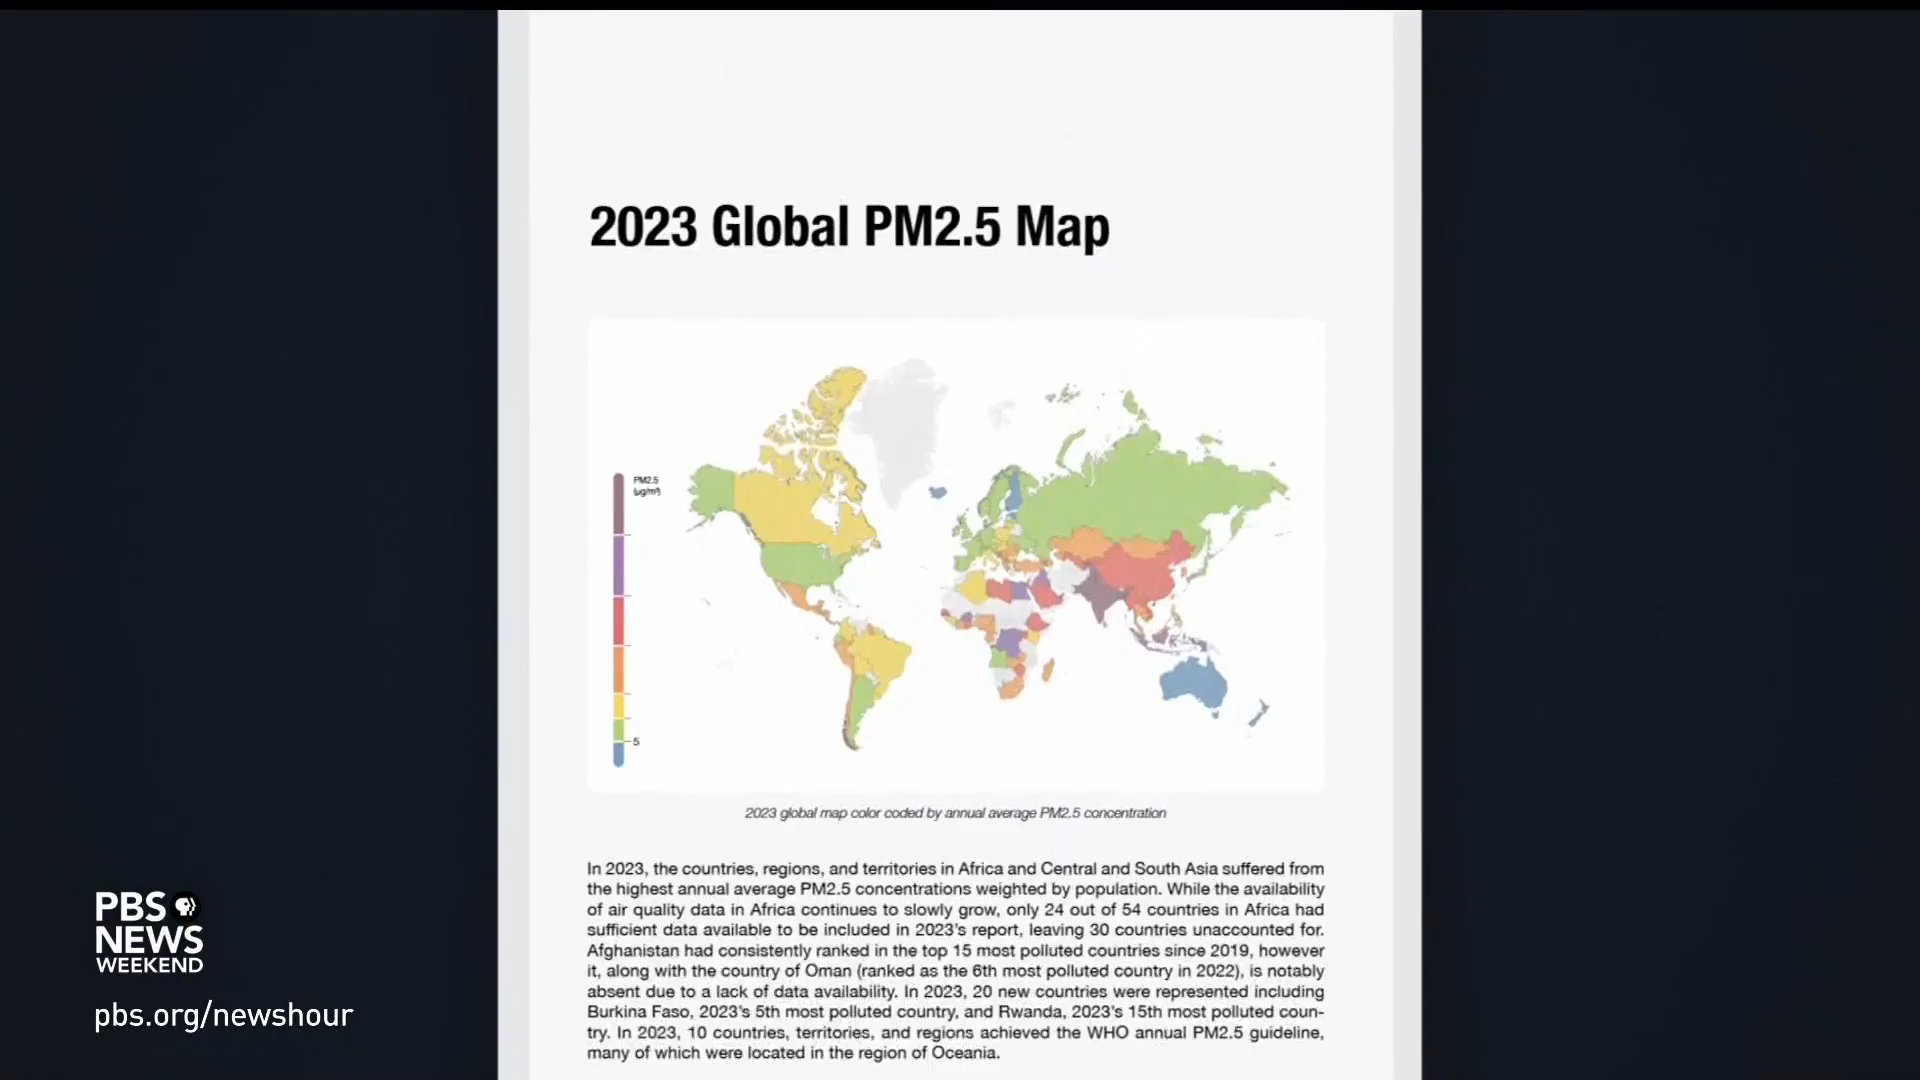 2023 Global PM2.5 Map
PM2.5
(µg/m³)
5
2023 global map color coded by annual average PM2.5 concentration
In 2023, the countries, regions, and territories in Africa and Central and South Asia suffered from
the highest annual average PM2.5 concentrations weighted by population. While the availability
of air quality data in Africa continues to slowly grow, only 24 out of 54 countries in Africa had
sufficient data available to be included in 2023's report, leaving 30 countries unaccounted for.
Afghanistan had consistently ranked in the top 15 most polluted countries since 2019, however
it, along with the country of Oman (ranked as the 6th most polluted country in 2022), is notably
absent due to a lack of data availability. In 2023, 20 new countries were represented including
Burkina Faso, 2023's 5th most polluted country, and Rwanda, 2023's 15th most polluted coun-
try. In 2023, 10 countries, territories, and regions achieved the WHO annual PM2.5 guideline,
many of which were located in the region of Oceania.
PBS
NEWS
WEEKEND
pbs.org/newshour